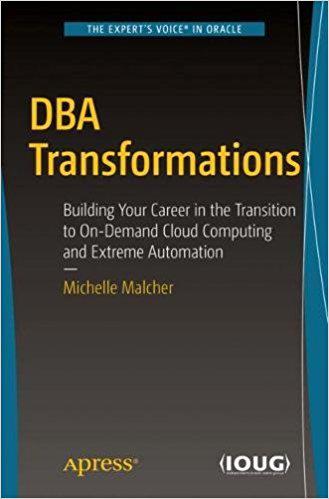 THE EXPERT'S VOICE® IN ORACLE
DBA
Transformations
Building Your Career in the Transition
to On-Demand Cloud Computing
and Extreme Automation
—
Michelle Malcher
Apress®
(IOUG)